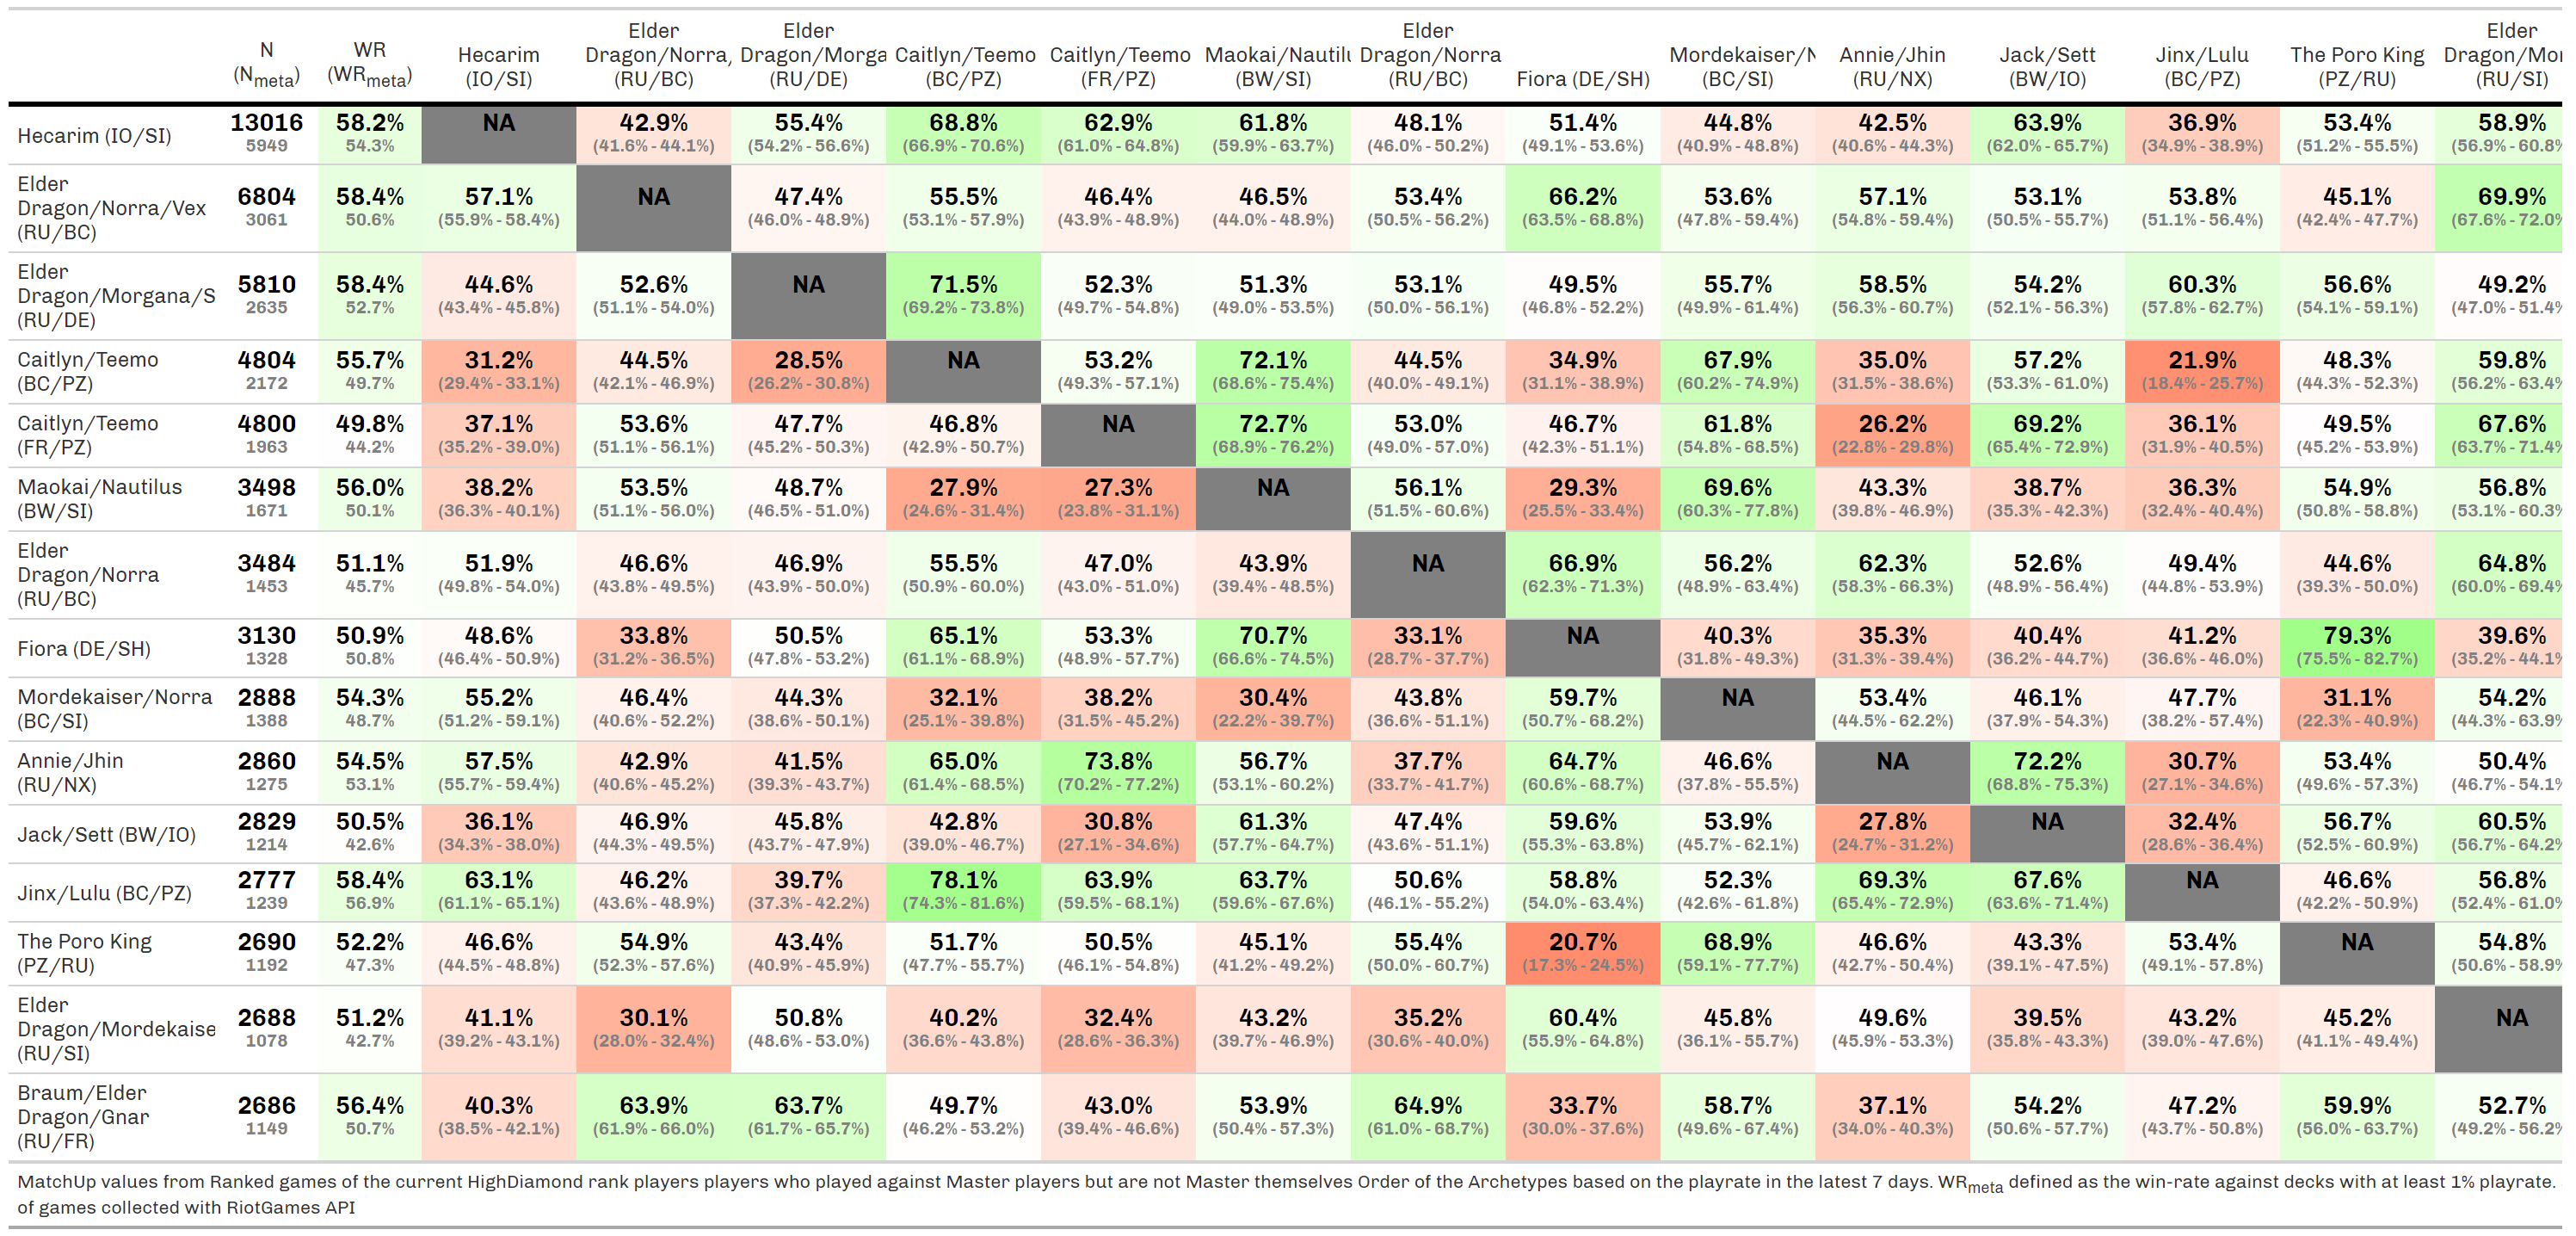 Elder Elder Elder Elder
N WR Hecarim Dragon/Norra, Dragon/Morga Caitlyn/Teemo Caitlyn/Teemo Maokai/Nautilu Dragon/Norra Mordekaiser/N Annie/Jhin Jack/Sett Jinx/Lulu The Poro King Dragon/Mor
(Nmeta) (WRmeta) (IO/SI) (RU/BC) (RU/DE) (BC/PZ) (FR/PZ) (BW/SI) (RU/BC) Fiora (DE/SH) (BC/SI) (RU/NX) (BW/IO) (BC/PZ) (PZ/RU) (RU/SI)
Hecarim (IO/SI) 13016 58.2% NA 42.9% 55.4% 68.8% 62.9% 61.8% 48.1% 51.4% 44.8% 42.5% 63.9% 36.9% 53.4% 58.9%
5949 54.3% (41.6% - 44.1%) (54.2% - 56.6%) (66.9% - 70.6%) (61.0% - 64.8%) (59.9% - 63.7%) (46.0% - 50.2%) (49.1% - 53.6%) (40.9% - 48.8%) (40.6% - 44.3%) (62.0% - 65.7%) (34.9% - 38.9%) (51.2% - 55.5%) (56.9% - 60.8%
Elder
Dragon/Norra/Vex 6804 58.4% 57.1% NA 47.4% 55.5% 46.4% 46.5% 53.4% 66.2% 53.6% 57.1% 53.1% 53.8% 45.1% 69.9%
(RU/BC) 3061 50.6% (55.9% - 58.4%) (46.0% - 48.9%) (53.1% - 57.9%) (43.9% - 48.9%) (44.0% - 48.9%) (50.5% - 56.2%) (63.5% - 68.8%) (47.8% - 59.4%) (54.8% - 59.4%) (50.5% - 55.7%) (51.1% - 56.4%) (42.4% - 47.7%) (67.6% - 72.0%
Elder
Dragon/Morgana/S 5810 58.4% 44.6% 52.6% NA 71.5% 52.3% 51.3% 53.1% 49.5% 55.7% 58.5% 54.2% 60.3% 56.6% 49.2%
(RU/DE) 2635 52.7% (43.4% - 45.8%) (51.1% - 54.0%) (69.2% - 73.8%) (49.7% - 54.8%) (49.0% - 53.5%) (50.0% - 56.1%) (46.8% - 52.2%) (49.9% - 61.4%) (56.3% - 60.7%) (52.1% - 56.3%) (57.8% - 62.7%) (54.1% - 59.1%) (47.0% - 51.4%
Caitlyn/Teemo 4804 55.7% 31.2% 44.5% 28.5% NA 53.2% 72.1% 44.5% 34.9% 67.9% 35.0% 57.2% 21.9% 48.3% 59.8%
(BC/PZ) 2172 49.7% (29.4% - 33.1%) (42.1% - 46.9%) (26.2% - 30.8%) (49.3% - 57.1%) (68.6% - 75.4%) (40.0% - 49.1%) (31.1% - 38.9%) (60.2% - 74.9%) (31.5% - 38.6%) (53.3% - 61.0%) (18.4% - 25.7%) (44.3% - 52.3%) (56.2% - 63.4%
Caitlyn/Teemo 4800 49.8% 37.1% 53.6% 47.7% 46.8% NA 72.7% 53.0% 46.7% 61.8% 26.2% 69.2% 36.1% 49.5% 67.6%
(FR/PZ) 1963 44.2% (35.2% - 39.0%) (51.1% - 56.1%) (45.2% - 50.3%) (42.9% - 50.7%) (68.9% - 76.2%) (49.0% - 57.0%) (42.3% - 51.1%) (54.8% - 68.5%) (22.8% - 29.8%) (65.4% - 72.9%) (31.9% - 40.5%) (45.2% - 53.9%) (63.7% - 71.4%
Maokai/Nautilus 3498 56.0% 38.2% 53.5% 48.7% 27.9% 27.3% NA 56.1% 29.3% 69.6% 43.3% 38.7% 36.3% 54.9% 56.8%
(BW/SI) 1671 50.1% (36.3% - 40.1%) (51.1% - 56.0%) (46.5% - 51.0%) (24.6% - 31.4%) (23.8% - 31.1%) (51.5% - 60.6%) (25.5% - 33.4%) (60.3% - 77.8%) (39.8% - 46.9%) (35.3% - 42.3%) (32.4% - 40.4%) (50.8% - 58.8%) (53.1% - 60.3%
Elder
Dragon/Norra 3484 51.1% 51.9% 46.6% 46.9% 55.5% 47.0% 43.9% NA 66.9% 56.2% 62.3% 52.6% 49.4% 44.6% 64.8%
(RU/BC) 1453 45.7% (49.8% - 54.0%) (43.8% - 49.5%) (43.9% - 50.0%) (50.9% - 60.0%) (43.0% - 51.0%) (39.4% - 48.5%) (62.3% - 71.3%) (48.9% - 63.4%) (58.3% - 66.3%) (48.9% - 56.4%) (44.8% - 53.9%) (39.3% - 50.0%) (60.0% - 69.4%
Fiora (DE/SH) 3130 50.9% 48.6% 33.8% 50.5% 65.1% 53.3% 70.7% 33.1% NA 40.3% 35.3% 40.4% 41.2% 79.3% 39.6%
1328 50.8% (46.4% - 50.9%) (31.2% - 36.5%) (47.8% - 53.2%) (61.1% - 68.9%) (48.9% - 57.7%) (66.6% - 74.5%) (28.7% - 37.7%) (31.8% - 49.3%) (31.3% - 39.4%) (36.2% - 44.7%) (36.6% - 46.0%) (75.5% - 82.7%) (35.2% - 44.1%
Mordekaiser/Norra 2888 54.3% 55.2% 46.4% 44.3% 32.1% 38.2% 30.4% 43.8% 59.7% NA 53.4% 46.1% 47.7% 31.1% 54.2%
(BC/SI) 1388 48.7% (51.2% - 59.1%) (40.6% - 52.2%) (38.6% - 50.1%) (25.1% - 39.8%) (31.5% - 45.2%) (22.2% - 39.7%) (36.6% - 51.1%) (50.7% - 68.2%) (44.5% - 62.2%) (37.9% - 54.3%) (38.2% - 57.4%) (22.3% - 40.9%) (44.3% - 63.9%
Annie/Jhin 2860 54.5% 57.5% 42.9% 41.5% 65.0% 73.8% 56.7% 37.7% 64.7% 46.6% NA 72.2% 30.7% 53.4% 50.4%
(RU/NX) 1275 53.1% (55.7% - 59.4%) (40.6% - 45.2%) (39.3% - 43.7%) (61.4% - 68.5%) (70.2% - 77.2%) (53.1% - 60.2%) (33.7% - 41.7%) (60.6% - 68.7%) (37.8% - 55.5%) (68.8% - 75.3%) (27.1% - 34.6%) (49.6% - 57.3%) (46.7% - 54.1%
Jack/Sett (BW/IO) 2829 50.5% 36.1% 46.9% 45.8% 42.8% 30.8% 61.3% 47.4% 59.6% 53.9% 27.8% NA 32.4% 56.7% 60.5%
1214 42.6% (34.3% - 38.0%) (44.3% - 49.5%) (43.7% - 47.9%) (39.0% - 46.7%) (27.1% - 34.6%) (57.7% - 64.7%) (43.6% - 51.1%) (55.3% - 63.8%) (45.7% - 62.1%) (24.7% - 31.2%) (28.6% - 36.4%) (52.5% - 60.9%) (56.7% - 64.2%
Jinx/Lulu (BC/PZ) 2777 58.4% 63.1% 46.2% 39.7% 78.1% 63.9% 63.7% 50.6% 58.8% 52.3% 69.3% 67.6% NA 46.6% 56.8%
1239 56.9% (61.1% - 65.1%) (43.6% - 48.9%) (37.3% - 42.2%) (74.3% - 81.6%) (59.5% - 68.1%) (59.6% - 67.6%) (46.1% - 55.2%) (54.0% - 63.4%) (42.6% - 61.8%) (65.4% - 72.9%) (63.6% - 71.4%) (42.2% - 50.9%) (52.4% - 61.0%
The Poro King 2690 52.2% 46.6% 54.9% 43.4% 51.7% 50.5% 45.1% 55.4% 20.7% 68.9% 46.6% 43.3% 53.4% NA 54.8%
(PZ/RU) 1192 47.3% (44.5% - 48.8%) (52.3% - 57.6%) (40.9% - 45.9%) (47.7% - 55.7%) (46.1% - 54.8%) (41.2% - 49.2%) (50.0% - 60.7%) (17.3% - 24.5%) (59.1% - 77.7%) (42.7% - 50.4%) (39.1% - 47.5%) (49.1% - 57.8%) (50.6% - 58.9%
Elder
Dragon/Mordekaise 2688 51.2% 41.1% 30.1% 50.8% 40.2% 32.4% 43.2% 35.2% 60.4% 45.8% 49.6% 39.5% 43.2% 45.2% NA
(RU/SI) 1078 42.7% (39.2% - 43.1%) (28.0% - 32.4%) (48.6% - 53.0%) (36.6% - 43.8%) (28.6% - 36.3%) (39.7% - 46.9%) (30.6% - 40.0%) (55.9% - 64.8%) (36.1% - 55.7%) (45.9% - 53.3%) (35.8% - 43.3%) (39.0% - 47.6%) (41.1% - 49.4%)
Braum/Elder
Dragon/Gnar 2686 56.4% 40.3% 63.9% 63.7% 49.7% 43.0% 53.9% 64.9% 33.7% 58.7% 37.1% 54.2% 47.2% 59.9% 52.7%
(RU/FR) 1149 50.7% (38.5% - 42.1%) (61.9% - 66.0%) (61.7% - 65.7%) (46.2% - 53.2%) (39.4% - 46.6%) (50.4% - 57.3%) (61.0% - 68.7%) (30.0% - 37.6%) (49.6% - 67.4%) (34.0% - 40.3%) (50.6% - 57.7%) (43.7% - 50.8%) (56.0% - 63.7%) (49.2% - 56.2%
MatchUp values from Ranked games of the current HighDiamond rank players players who played against Master players but are not Master themselves Order of the Archetypes based on the playrate in the latest 7 days. WRmeta defined as the win-rate against decks with at least 1% playrate.
of games collected with RiotGames API